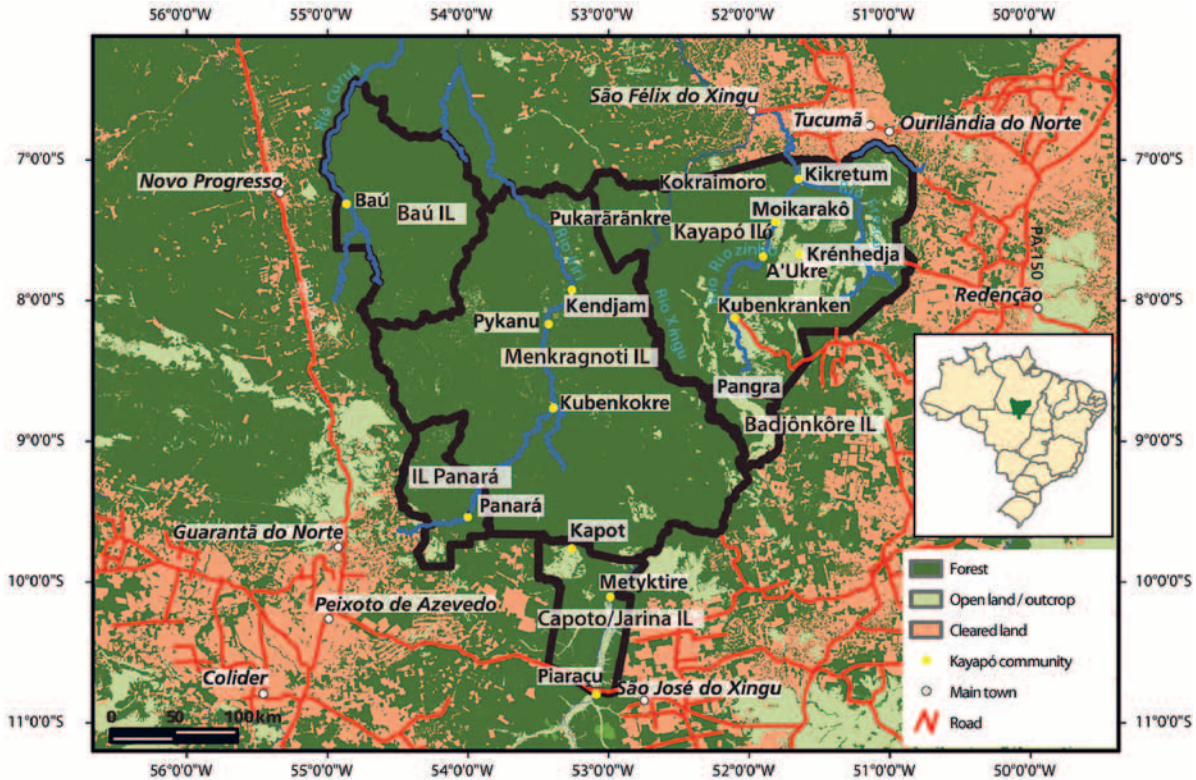 56°0'0"W 55°0'0"W 54°0'0"W 53°0'0"W 52°0'0"W 51°0'0"W 50°0'0"W
Rio Curuá
São Félix do Xingu
Tucumã
Ourilândia do Norte
7°0'0"S 7°0'0"S
Novo Progresso
Kokraimoro
Kikretum
Baú
Baú IL
Pukarãrãnkre
Moikarakô
Kayapó IL
Krénhedja
A'Ukre
Rio Xingu
PA-150
8°0'0"S 8°0'0"S
Kendjam
Kubenkranken
Redenção
Pykanu
Menkragnoti IL
Pangra
Kubenkokre
Badjônkôre IL
9°0'0"S 9°0'0"S
IL Panará
Panará
Guarantã do Norte
Kapot
10°0'0"S 10°0'0"S
Metyktire
Peixoto de Azevedo
Capoto/Jarina IL
Colider
Piaraçu
São José do Xingu
0 50 100km
11°0'0"S 11°0'0"S
Forest
Open land / outcrop
Cleared land
Kayapó community
Main town
Road
56°0'0"W 55°0'0"W 54°0'0"W 53°0'0"W 52°0'0"W 51°0'0"W 50°0'0"W